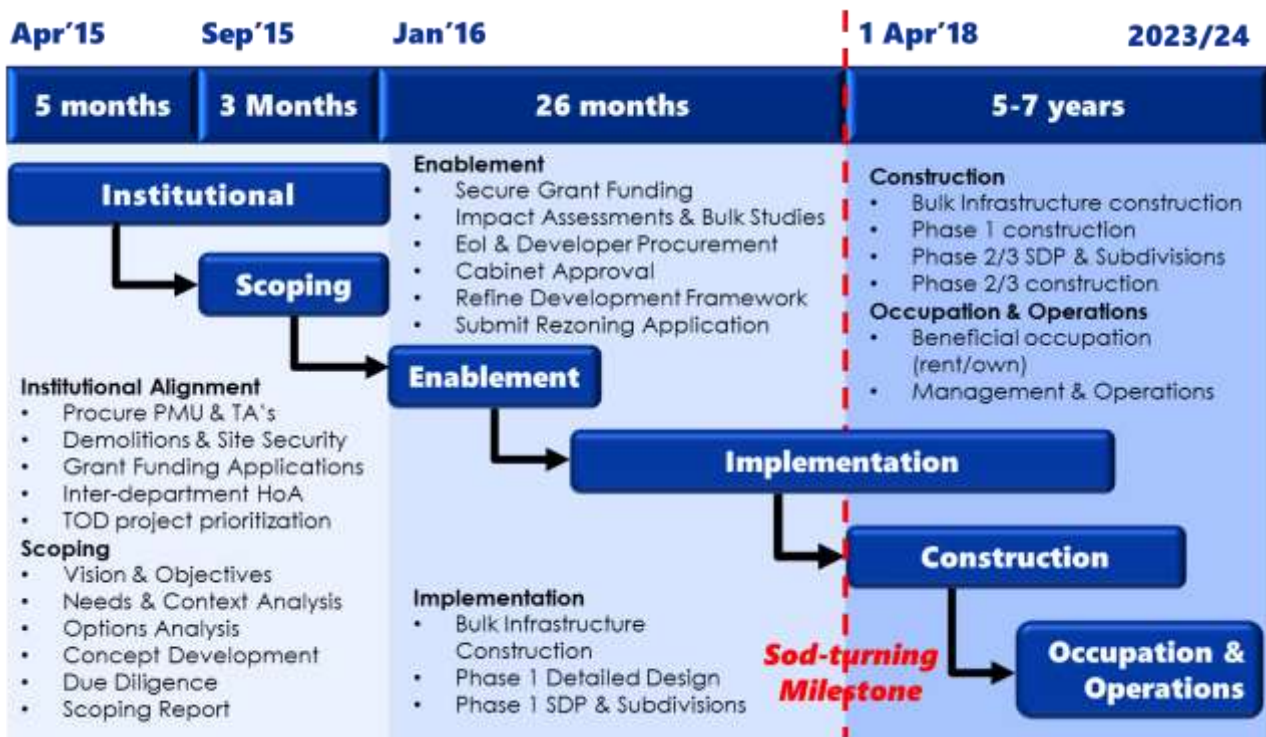 Apr'15
Sep'15
Jan'16
1 Apr'18
2023/24
5 months
3 Months
26 months
5-7 years
Institutional
Scoping
Enablement
Implementation
Construction
Occupation &
Operations
Institutional Alignment
• Procure PMU & TA's
• Demolitions & Site Security
• Grant Funding Applications
• Inter-department HoA
• TOD project prioritization
Scoping
• Vision & Objectives
• Needs & Context Analysis
• Options Analysis
• Concept Development
• Due Diligence
• Scoping Report
Enablement
• Secure Grant Funding
• Impact Assessments & Bulk Studies
• EoI & Developer Procurement
• Cabinet Approval
• Refine Development Framework
• Submit Rezoning Application
Implementation
• Bulk Infrastructure
Construction
• Phase 1 Detailed Design
• Phase 1 SDP & Subdivisions
Sod-turning
Milestone
Construction
• Bulk Infrastructure construction
• Phase 1 construction
• Phase 2/3 SDP & Subdivisions
• Phase 2/3 construction
Occupation & Operations
• Beneficial occupation
(rent/own)
• Management & Operations